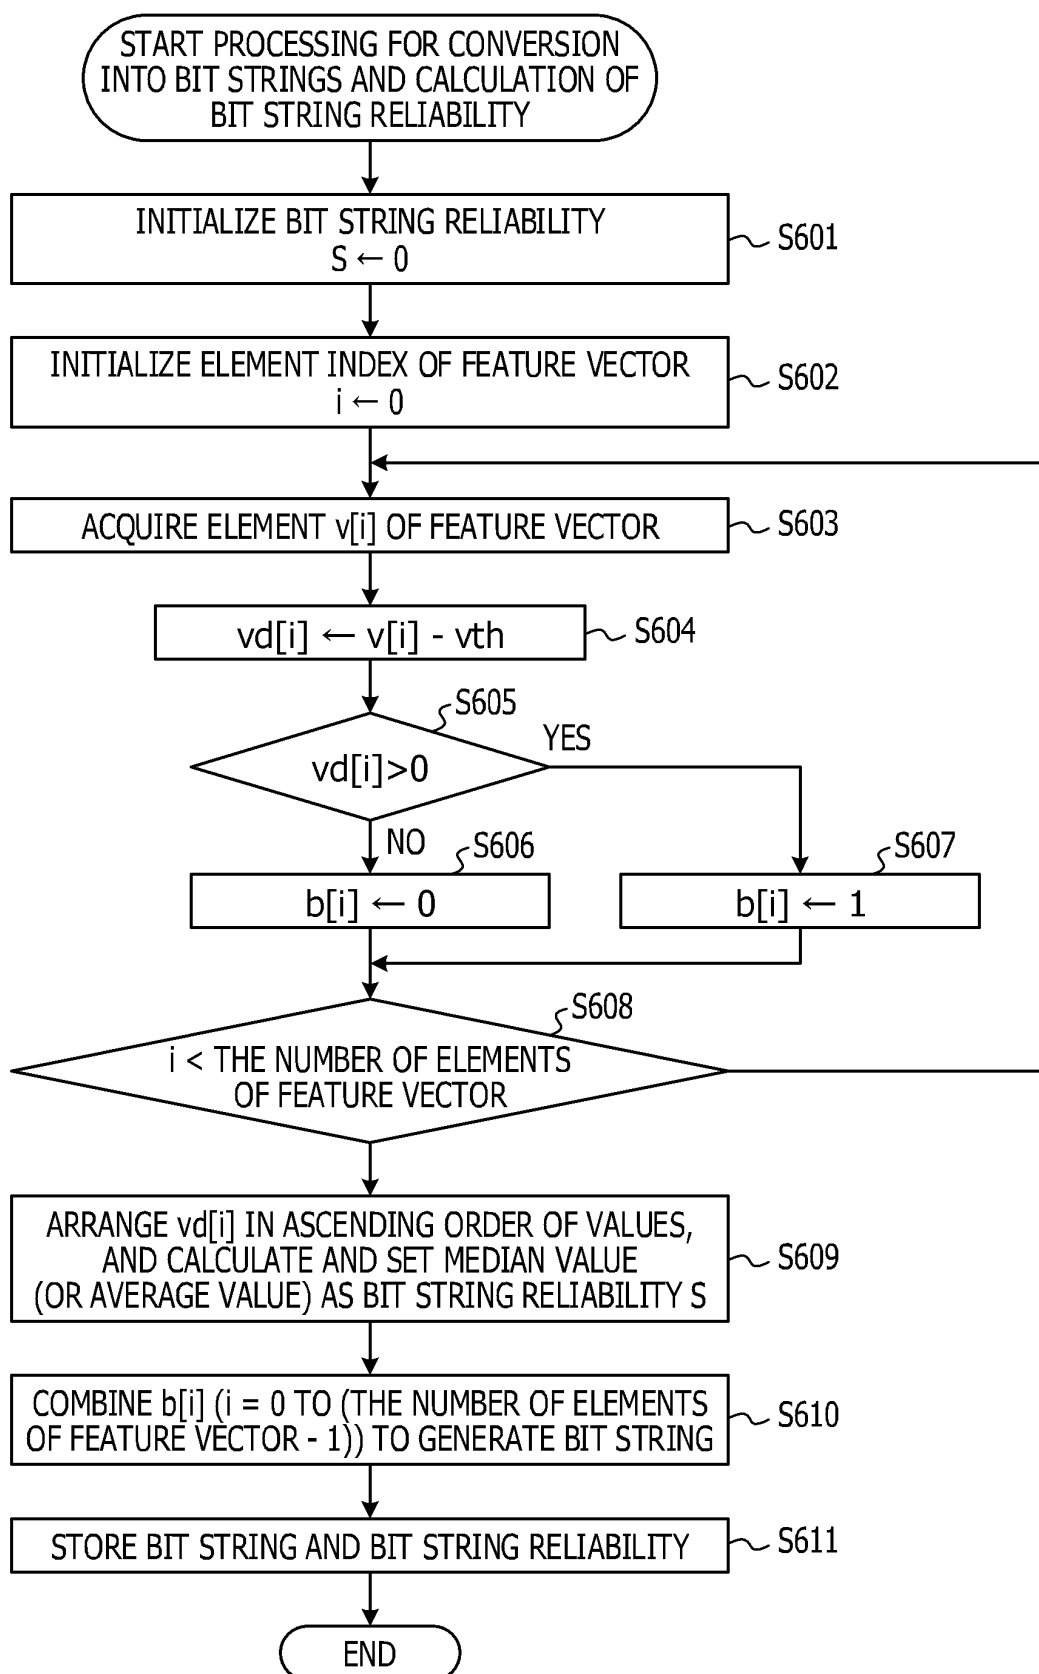 START PROCESSING FOR CONVERSION
INTO BIT STRINGS AND CALCULATION OF
BIT STRING RELIABILITY
INITIALIZE BIT STRING RELIABILITY
S ← 0
S601
INITIALIZE ELEMENT INDEX OF FEATURE VECTOR
i ← 0
S602
ACQUIRE ELEMENT v[i] OF FEATURE VECTOR
S603
vd[i] ← v[i] - vth
S604
S605
vd[i]>0
YES
NO
S606
b[i] ← 0
S607
b[i] ← 1
S608
i < THE NUMBER OF ELEMENTS
OF FEATURE VECTOR
ARRANGE vd[i] IN ASCENDING ORDER OF VALUES,
AND CALCULATE AND SET MEDIAN VALUE
(OR AVERAGE VALUE) AS BIT STRING RELIABILITY S
S609
COMBINE b[i] (i = 0 TO (THE NUMBER OF ELEMENTS
OF FEATURE VECTOR - 1)) TO GENERATE BIT STRING
S610
STORE BIT STRING AND BIT STRING RELIABILITY
S611
END